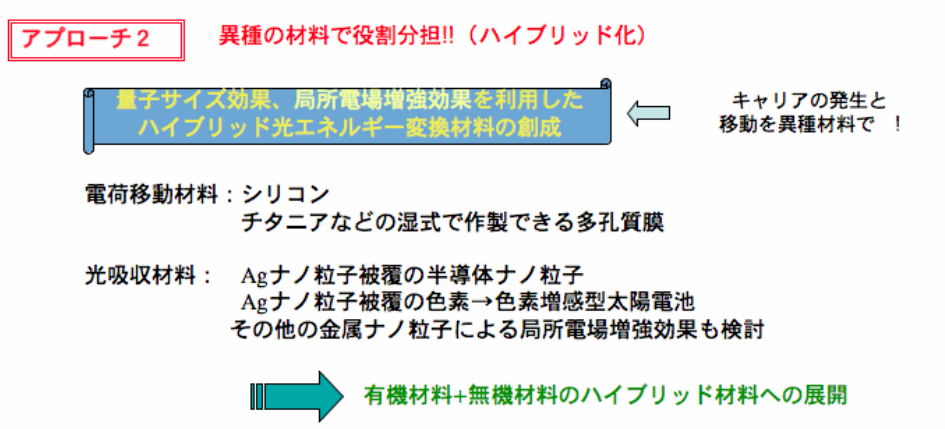 アプローチ２
異種の材料で役割分担!!（ハイブリッド化）
量子サイズ効果、局所電場増強効果を利用した
ハイブリッド光エネルギー変換材料の創成
キャリアの発生と
移動を異種材料で　!
電荷移動材料：シリコン
チタニアなどの湿式で作製できる多孔質膜
光吸収材料：　Agナノ粒子被覆の半導体ナノ粒子
Agナノ粒子被覆の色素→色素増感型太陽電池
その他の金属ナノ粒子による局所電場増強効果も検討
有機材料+無機材料のハイブリッド材料への展開